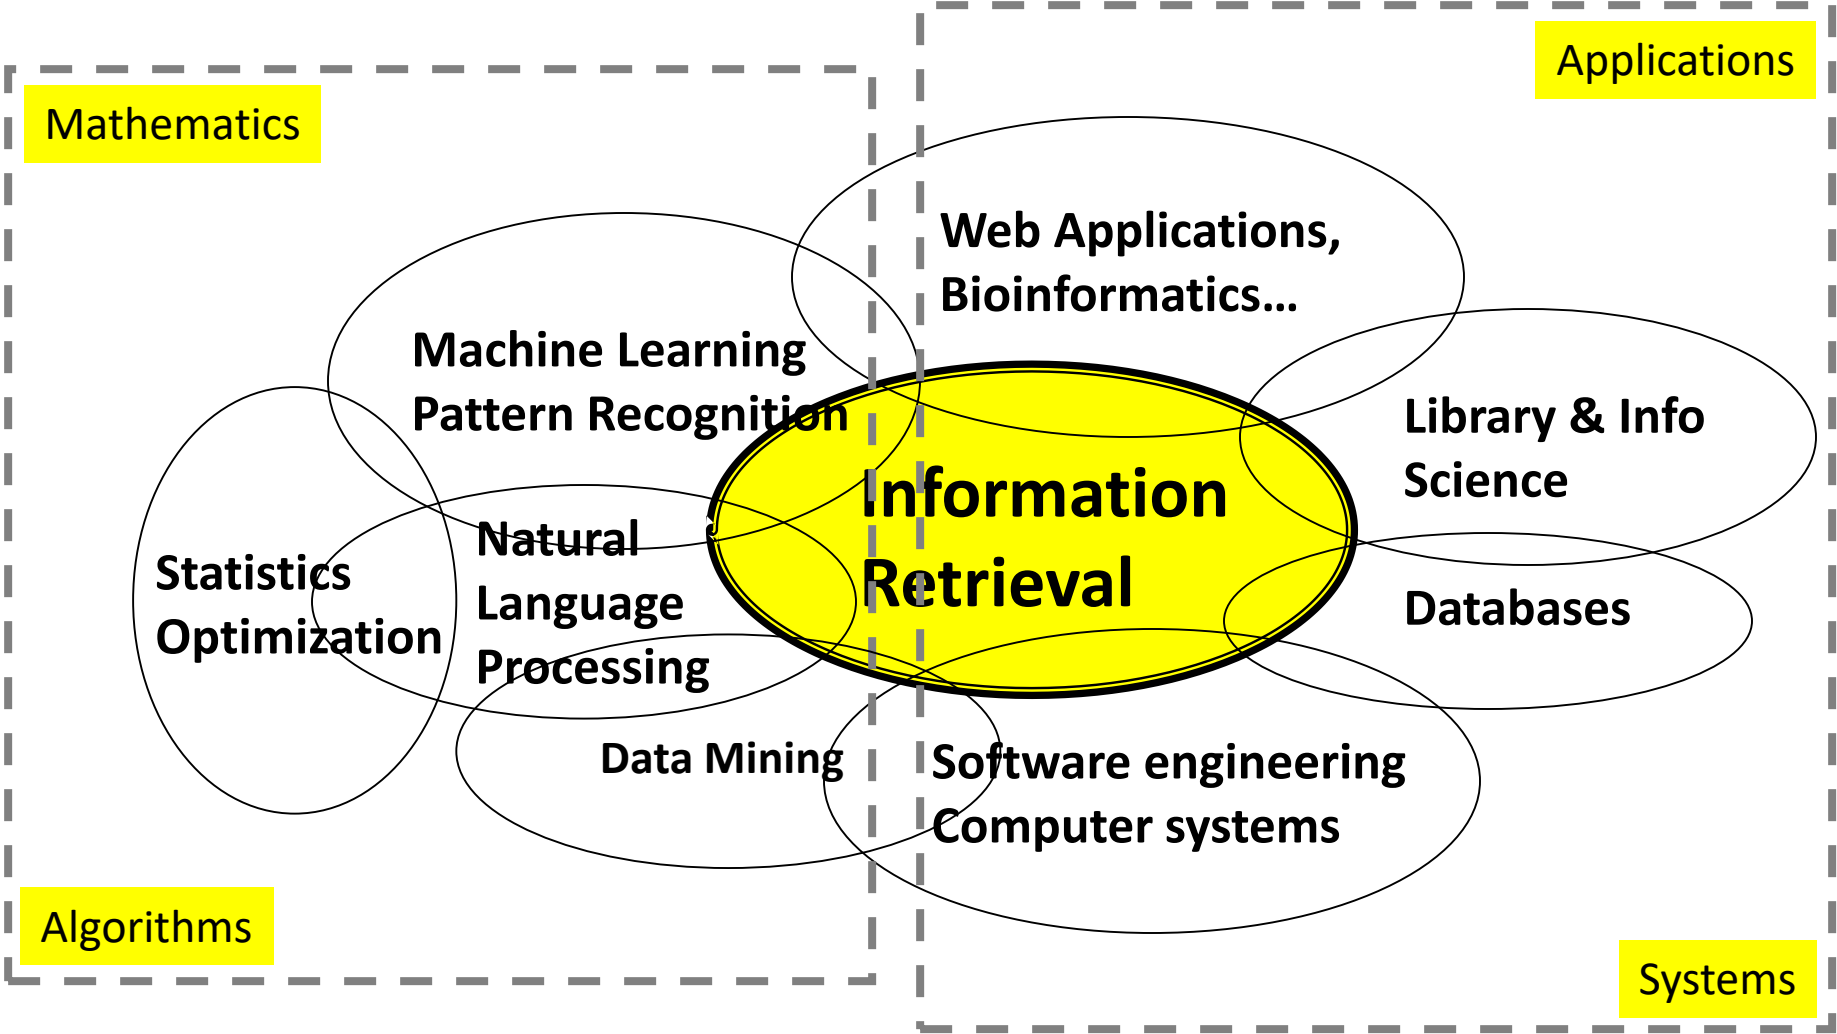 Applications
Mathematics
Web Applications,
Bioinformatics...
Machine Learning
Pattern Recognition
Library & Info
Science
Information
Retrieval
Natural
Language
Processing
Statistics
Optimization
Databases
Data Mining
Software engineering
Computer systems
Algorithms
Systems